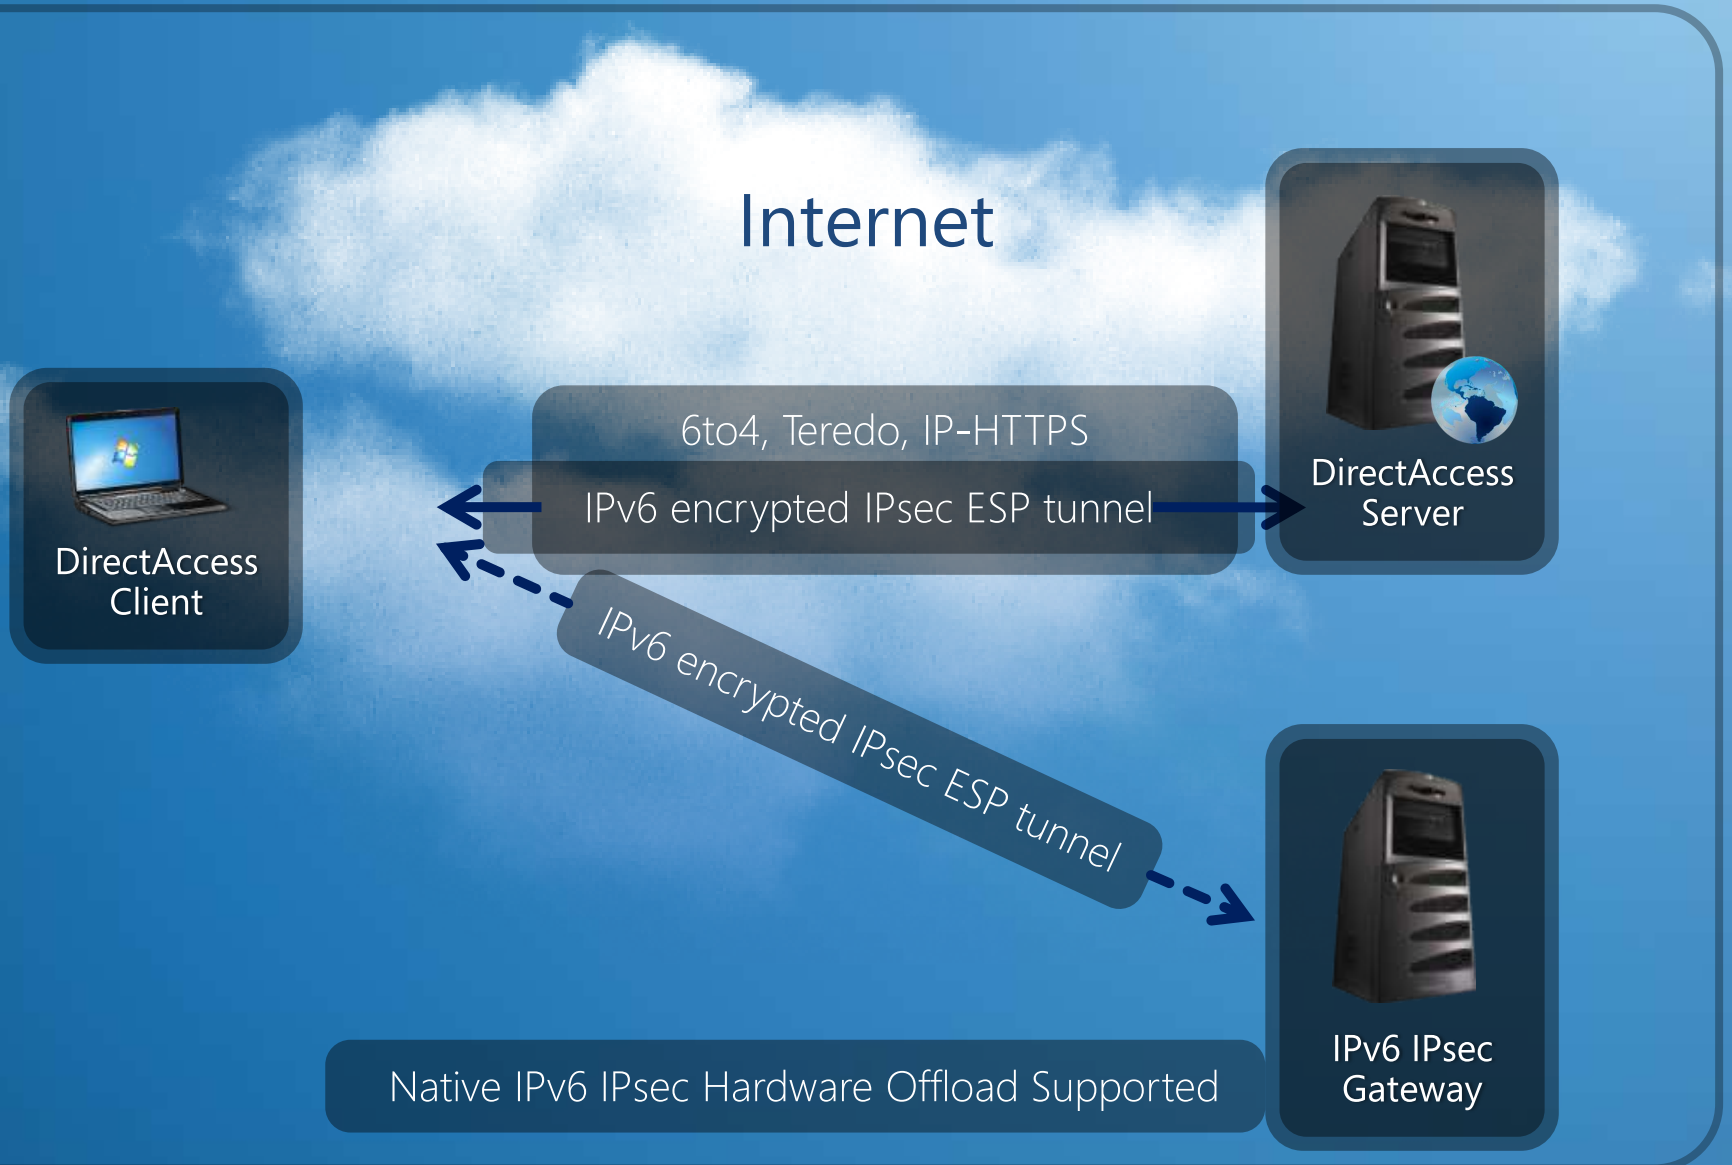 Internet
6to4, Teredo, IP-HTTPS
IPv6 encrypted IPsec ESP tunnel
DirectAccess
Server
DirectAccess
Client
IPv6 encrypted IPsec ESP tunnel
Native IPv6 IPsec Hardware Offload Supported
IPv6 IPsec
Gateway